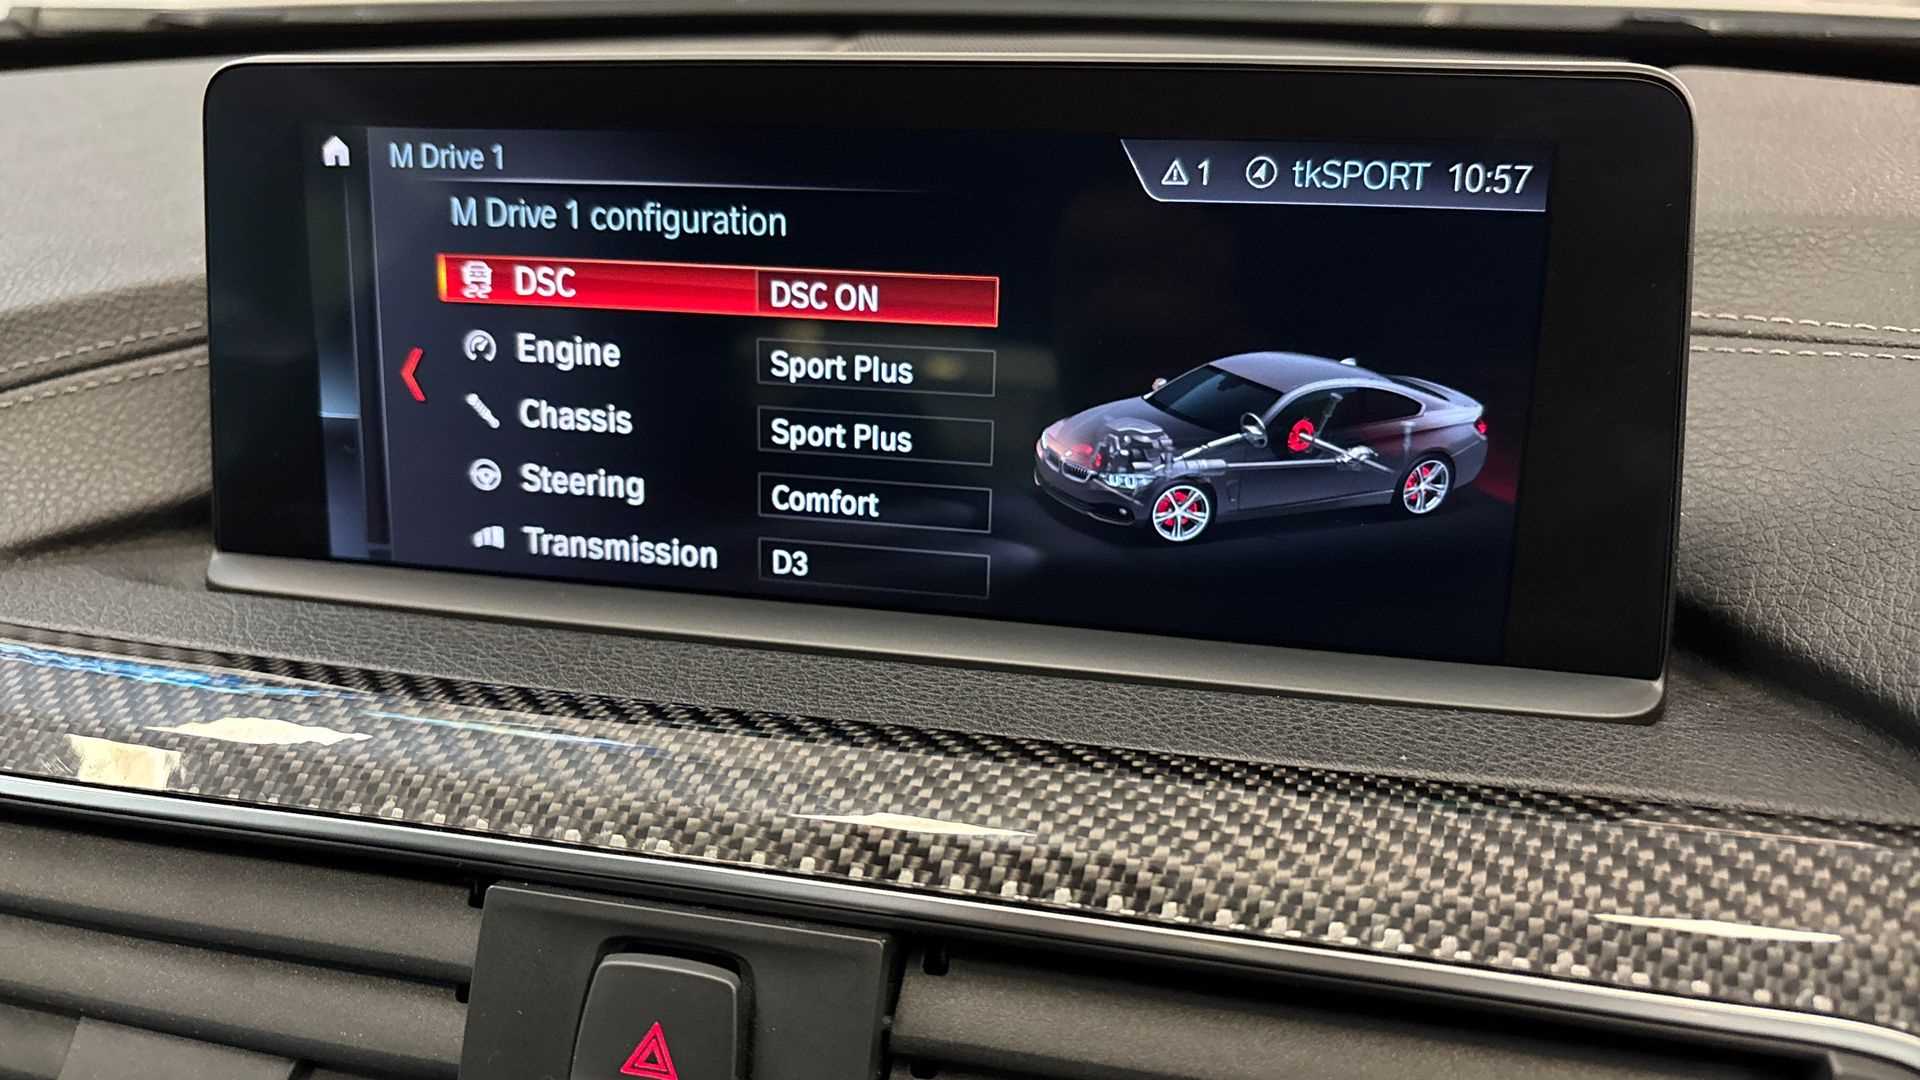 M Drive 1
1 tkSPORT 10:57
M Drive 1 configuration
DSC DSC ON
Engine Sport Plus
Chassis Sport Plus
Steering Comfort
Transmission D3